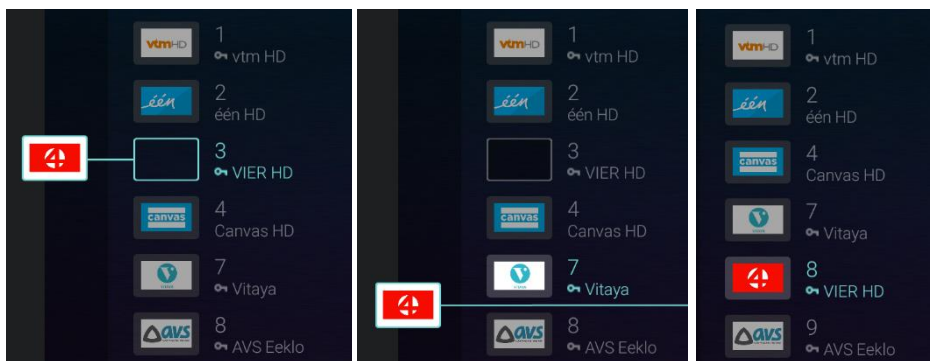 vtmHD
1
vtm HD
één
2
één HD
4
3
VIER HD
canvas
4
Canvas HD
7
Vitaya
avs
8
AVS Eeklo
vtmHD
1
vtm HD
één
2
één HD
3
VIER HD
canvas
4
Canvas HD
7
Vitaya
4
avs
8
AVS Eeklo
vtmHD
1
vtm HD
één
2
één HD
canvas
4
Canvas HD
7
Vitaya
4
8
VIER HD
avs
9
AVS Eeklo